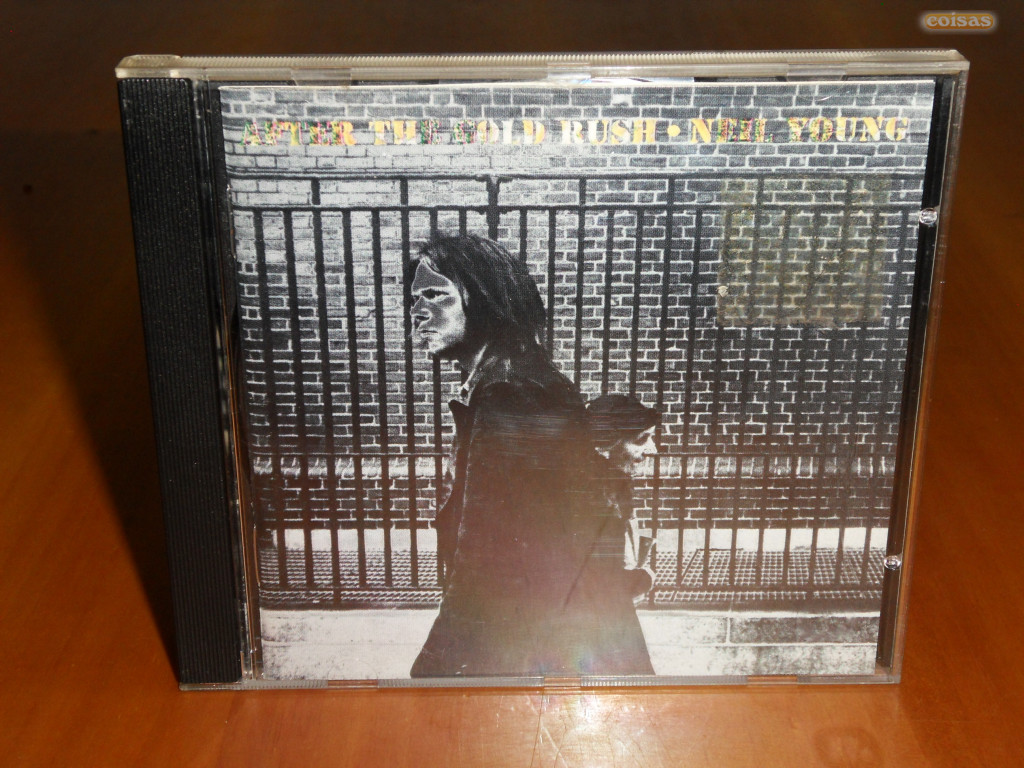 coisas
AFTER THE GOLD RUSH • NEIL YOUNG